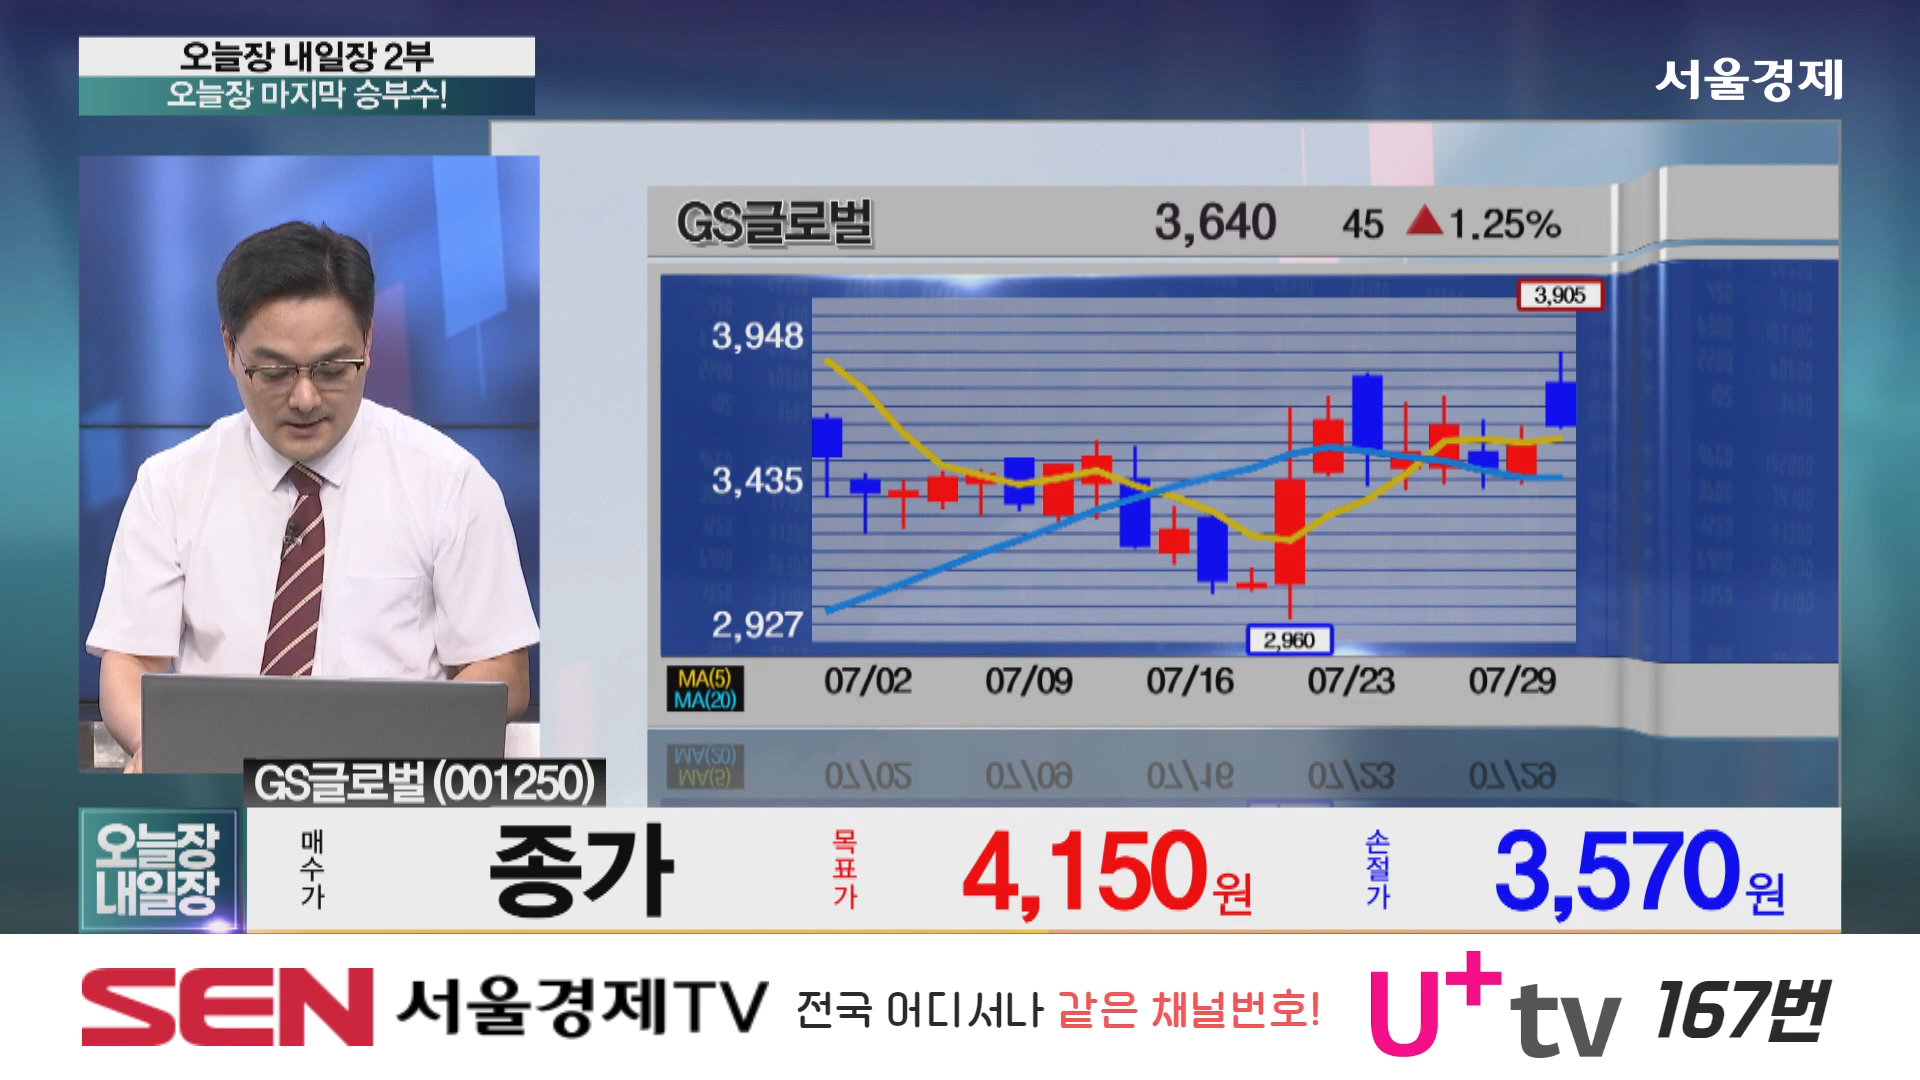 오늘장 내일장 2부
오늘장 마지막 승부수!
서울경제
GS글로벌 3,640 45 ▲1.25%
3,905
3,948
3,435
2,927
2,960
MA(5)
MA(20)
07/02 07/09 07/16 07/23 07/29
GS글로벌 (001250)
오늘장
내일장
매수가 종가 목표가 4,150원 손절가 3,570원
SEN 서울경제TV 전국 어디서나 같은 채널번호! U+tv 167번